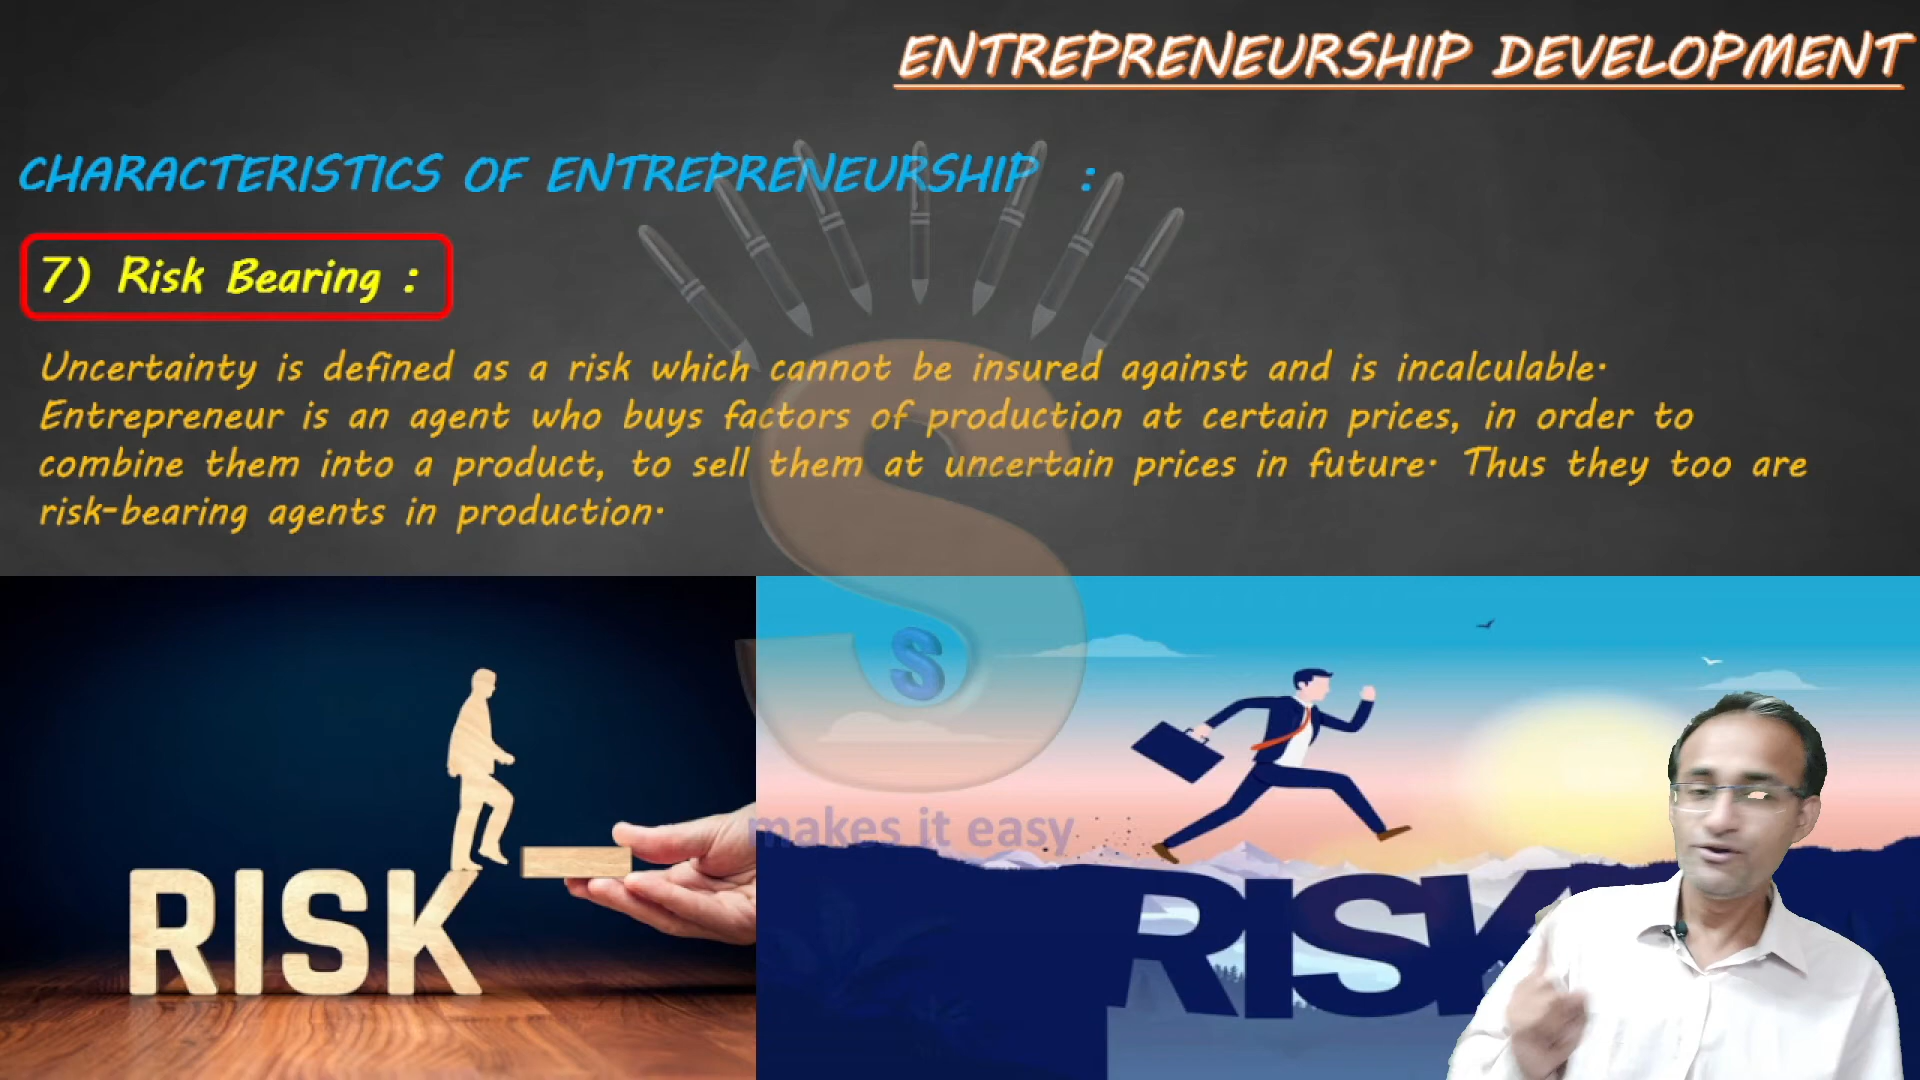 ENTREPRENEURSHIP DEVELOPMENT
CHARACTERISTICS OF ENTREPRENEURSHIP :
7) Risk Bearing :
Uncertainty is defined as a risk which cannot be insured against and is incalculable.
Entrepreneur is an agent who buys factors of production at certain prices, in order to
combine them into a product, to sell them at uncertain prices in future. Thus they too are
risk-bearing agents in production.
S
S
makes it easy
RISK
RISK